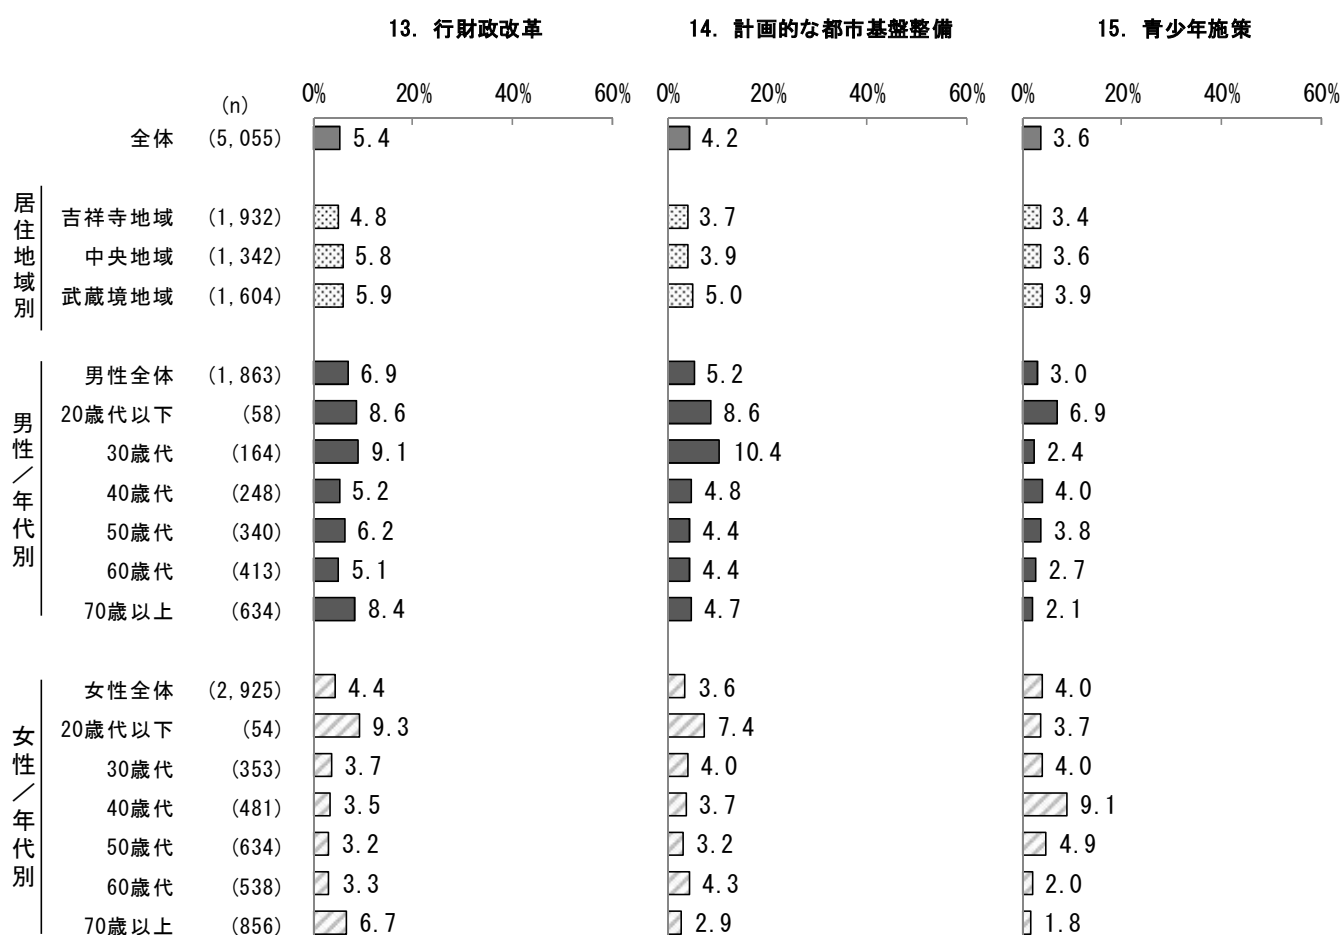 13. 行財政改革 14. 計画的な都市基盤整備 15. 青少年施策
(n) 0% 20% 40% 60% 0% 20% 40% 60% 0% 20% 40% 60%
全体 (5,055) 5.4 4.2 3.6
居住地域別
吉祥寺地域 (1,932) 4.8 3.7 3.4
中央地域 (1,342) 5.8 3.9 3.6
武蔵境地域 (1,604) 5.9 5.0 3.9
男性／年代別
男性全体 (1,863) 6.9 5.2 3.0
20歳代以下 (58) 8.6 8.6 6.9
30歳代 (164) 9.1 10.4 2.4
40歳代 (248) 5.2 4.8 4.0
50歳代 (340) 6.2 4.4 3.8
60歳代 (413) 5.1 4.4 2.7
70歳以上 (634) 8.4 4.7 2.1
女性／年代別
女性全体 (2,925) 4.4 3.6 4.0
20歳代以下 (54) 9.3 7.4 3.7
30歳代 (353) 3.7 4.0 4.0
40歳代 (481) 3.5 3.7 9.1
50歳代 (634) 3.2 3.2 4.9
60歳代 (538) 3.3 4.3 2.0
70歳以上 (856) 6.7 2.9 1.8